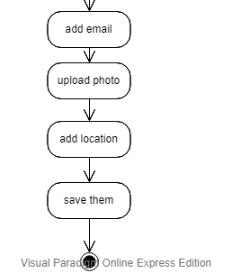 add email
upload photo
add location
save them
Visual Paradigm Online Express Edition